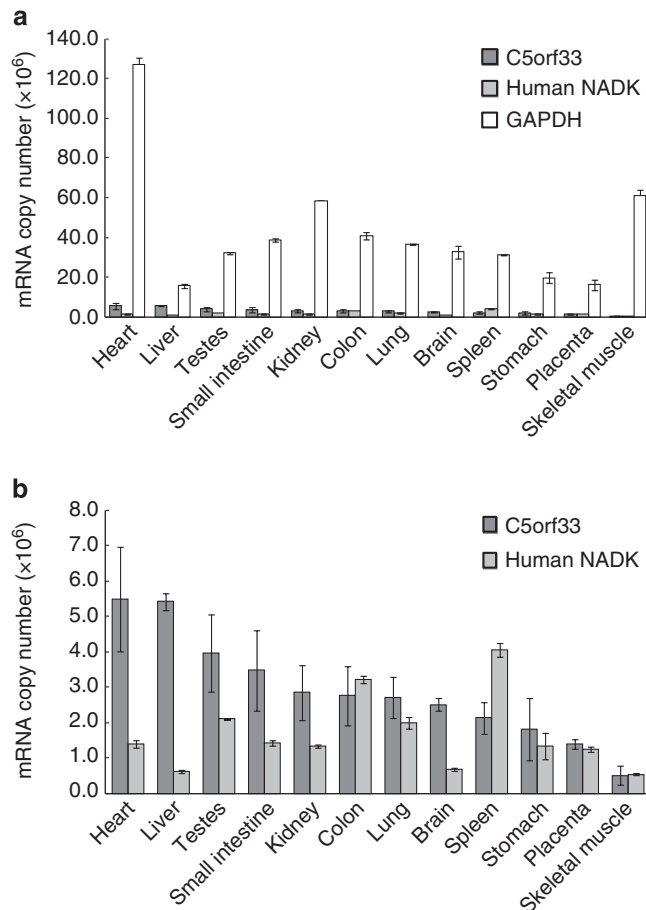 a
mRNA copy number (×10⁶)
140.0
120.0
100.0
80.0
60.0
40.0
20.0
0.0
C5orf33
Human NADK
GAPDH
Heart
Liver
Testes
Small intestine
Kidney
Colon
Lung
Brain
Spleen
Stomach
Placenta
Skeletal muscle
b
mRNA copy number (×10⁶)
8.0
7.0
6.0
5.0
4.0
3.0
2.0
1.0
0.0
C5orf33
Human NADK
Heart
Liver
Testes
Small intestine
Kidney
Colon
Lung
Brain
Spleen
Stomach
Placenta
Skeletal muscle